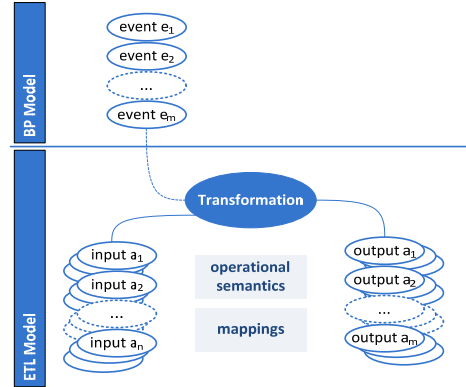 BP Model
event e1
event e2
...
event em
ETL Model
Transformation
input a1
input a2
...
input an
operational
semantics
mappings
output a1
output a2
...
output am